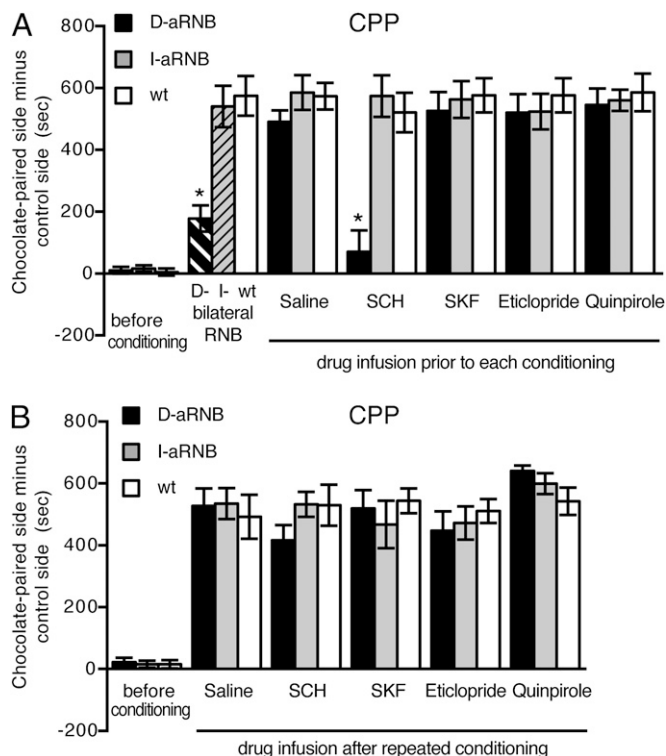 A
CPP
D-aRNB
I-aRNB
wt
Chocolate-paired side minus
control side (sec)
800
600
400
200
0
-200
*
*
before
conditioning
D- I- wt
bilateral
RNB
Saline
SCH
SKF
Eticlopride
Quinpirole
drug infusion prior to each conditioning
B
CPP
D-aRNB
I-aRNB
wt
Chocolate-paired side minus
control side (sec)
800
600
400
200
0
-200
before
conditioning
Saline
SCH
SKF
Eticlopride
Quinpirole
drug infusion after repeated conditioning